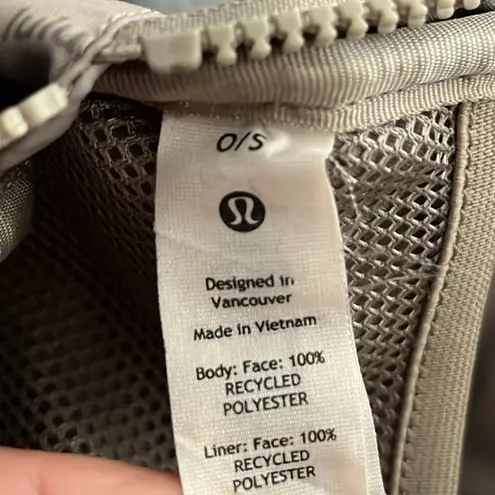 O/S
Designed in
Vancouver
Made in Vietnam
Body: Face: 100%
RECYCLED
POLYESTER
Liner: Face: 100%
RECYCLED
POLYESTER